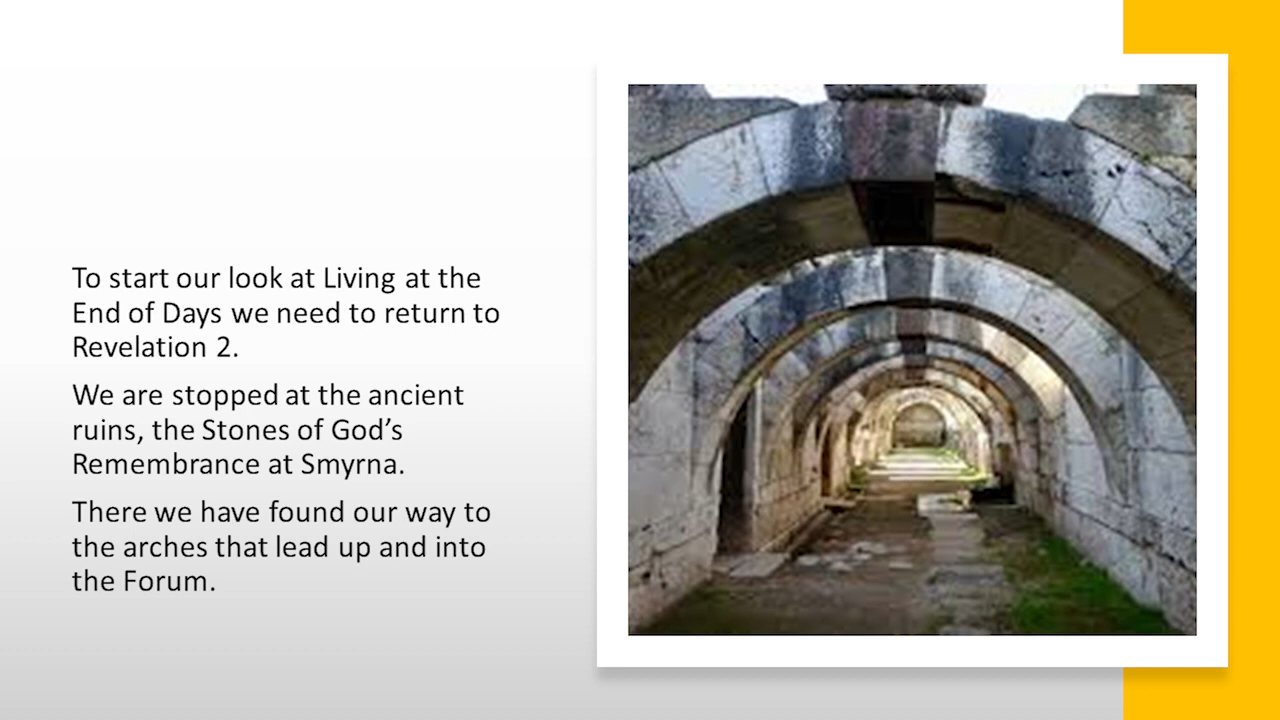 To start our look at Living at the
End of Days we need to return to
Revelation 2.
We are stopped at the ancient
ruins, the Stones of God’s
Remembrance at Smyrna.
There we have found our way to
the arches that lead up and into
the Forum.